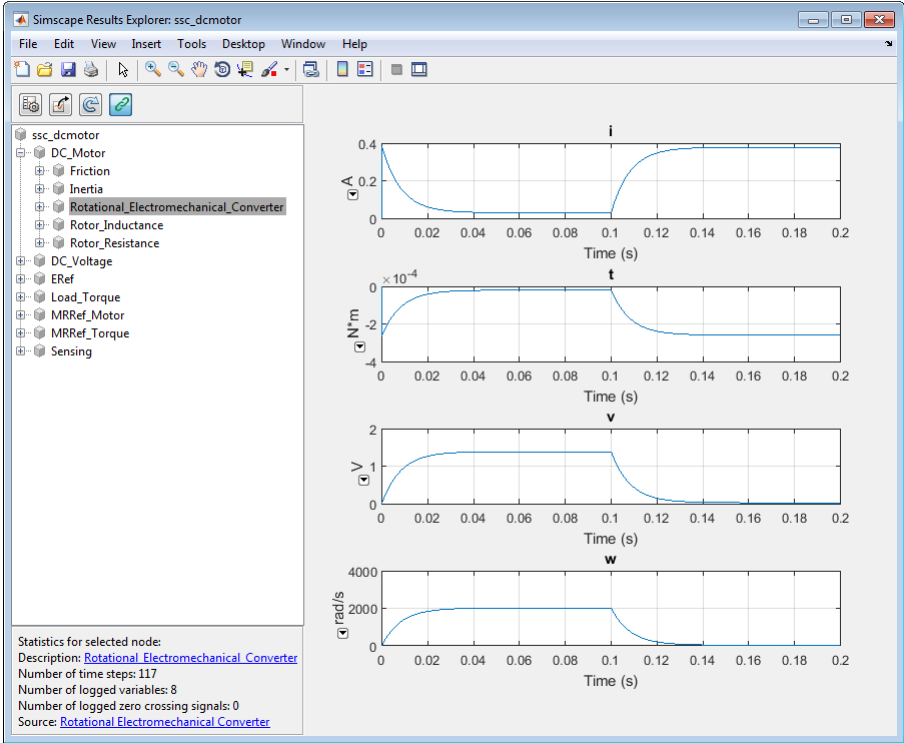 Simscape Results Explorer: ssc_dcmotor
File Edit View Insert Tools Desktop Window Help
ssc_dcmotor
DC_Motor
Friction
Inertia
Rotational_Electromechanical_Converter
Rotor_Inductance
Rotor_Resistance
DC_Voltage
ERef
Load_Torque
MRRef_Motor
MRRef_Torque
Sensing
Statistics for selected node:
Description: Rotational Electromechanical Converter
Number of time steps: 117
Number of logged variables: 8
Number of logged zero crossing signals: 0
Source: Rotational Electromechanical Converter
i
0.4
0.2
0
A
0 0.02 0.04 0.06 0.08 0.1 0.12 0.14 0.16 0.18 0.2
Time (s)
t
×10-4
0
-2
-4
N*m
0 0.02 0.04 0.06 0.08 0.1 0.12 0.14 0.16 0.18 0.2
Time (s)
v
2
1
0
V
0 0.02 0.04 0.06 0.08 0.1 0.12 0.14 0.16 0.18 0.2
Time (s)
w
4000
2000
0
rad/s
0 0.02 0.04 0.06 0.08 0.1 0.12 0.14 0.16 0.18 0.2
Time (s)